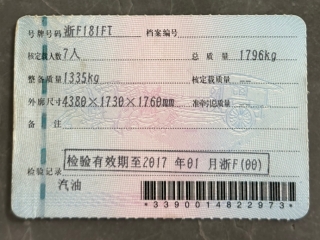 号牌号码 浙F181FT 档案编号
核定载人数 7人 总质量 1796kg
整备质量 1335kg 核定载质量 --
外廓尺寸 4380×1730×1760mm 准牵引总质量 --
备注
检验有效期至2017年01月浙F(00)
检验记录
汽油
*3390014822973*